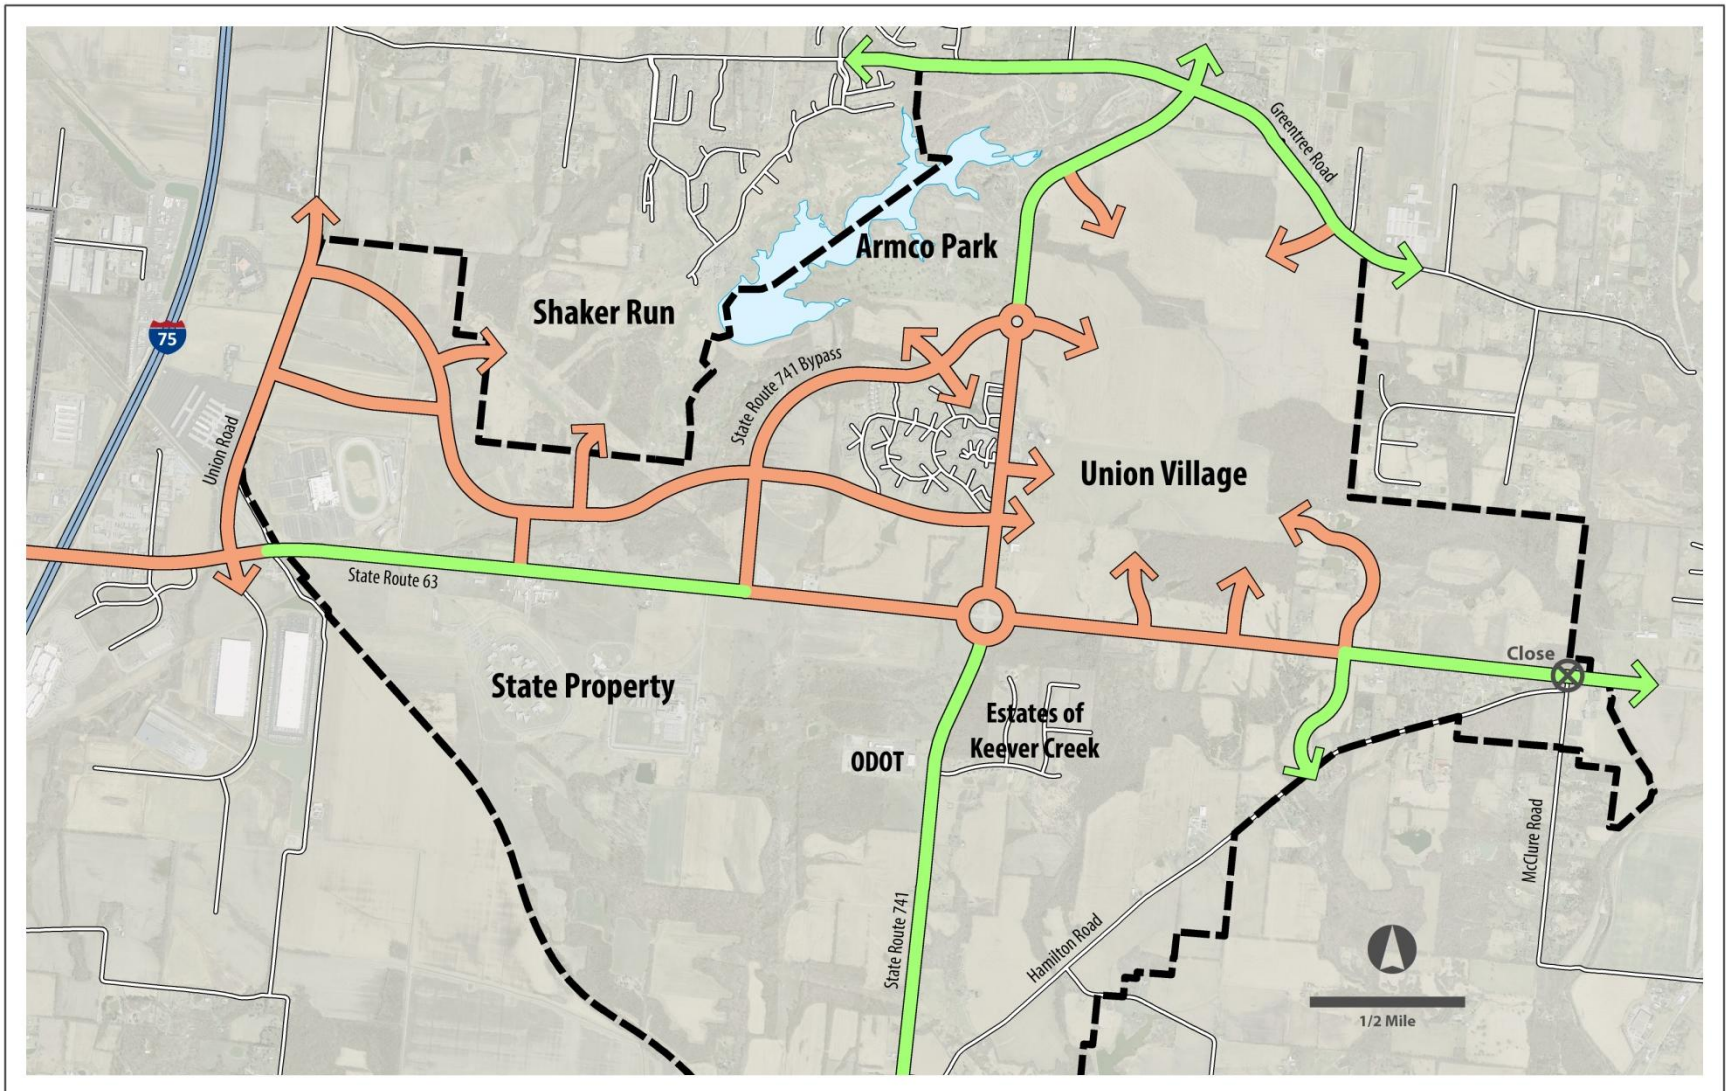 Greentree Road
Armco Park
Shaker Run
75
State Route 741 Bypass
Union Road
Union Village
State Route 63
Close
State Property
Estates of
Keever Creek
ODOT
McClure Road
State Route 741
Hamilton Road
1/2 Mile